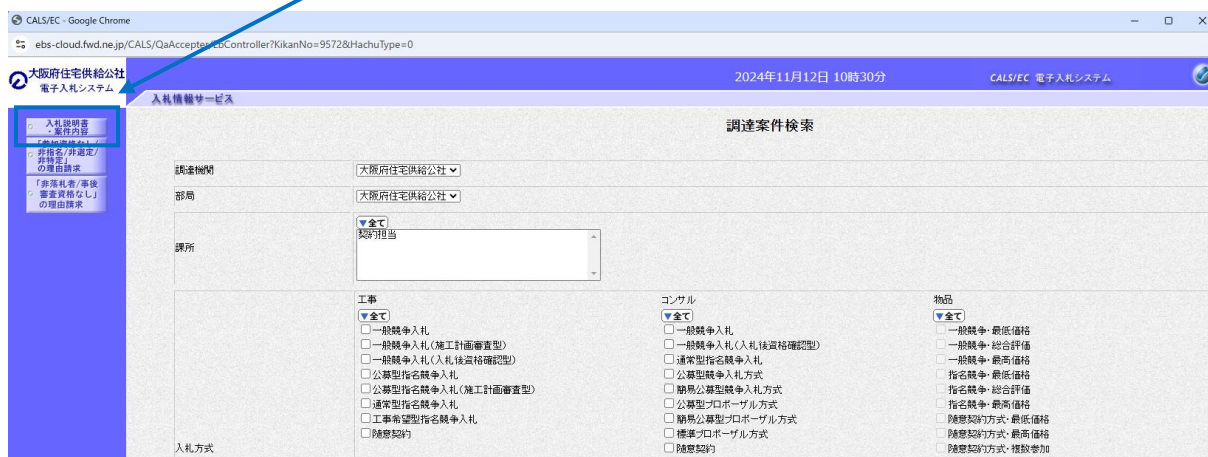 CALS/EC - Google Chrome
ebs-cloud.fwd.ne.jp/CALS/QaAccepter/EbController?KikanNo=9572&HachuType=0
大阪府住宅供給公社
電子入札システム
2024年11月12日 10時30分
CALS/EC 電子入札システム
入札情報サービス
入札説明書
・案件内容
「参加資格なし/
非指名/非選定/
非特定」
の理由請求
「非落札者/事後
審査資格なし」
の理由請求
調達案件検索
調達機関
大阪府住宅供給公社
部局
大阪府住宅供給公社
課所
▼全て
契約担当
入札方式
工事
▼全て
一般競争入札
一般競争入札(施工計画審査型)
一般競争入札(入札後資格確認型)
公募型指名競争入札
公募型指名競争入札(施工計画審査型)
通常型指名競争入札
工事希望型指名競争入札
随意契約
コンサル
▼全て
一般競争入札
一般競争入札(入札後資格確認型)
通常型指名競争入札
公募型競争入札方式
簡易公募型競争入札方式
公募型プロポーザル方式
簡易公募型プロポーザル方式
標準プロポーザル方式
随意契約
物品
▼全て
一般競争・最低価格
一般競争・総合評価
一般競争・最高価格
指名競争・最低価格
指名競争・総合評価
指名競争・最高価格
随意契約方式・最低価格
随意契約方式・最高価格
随意契約方式・複数参加